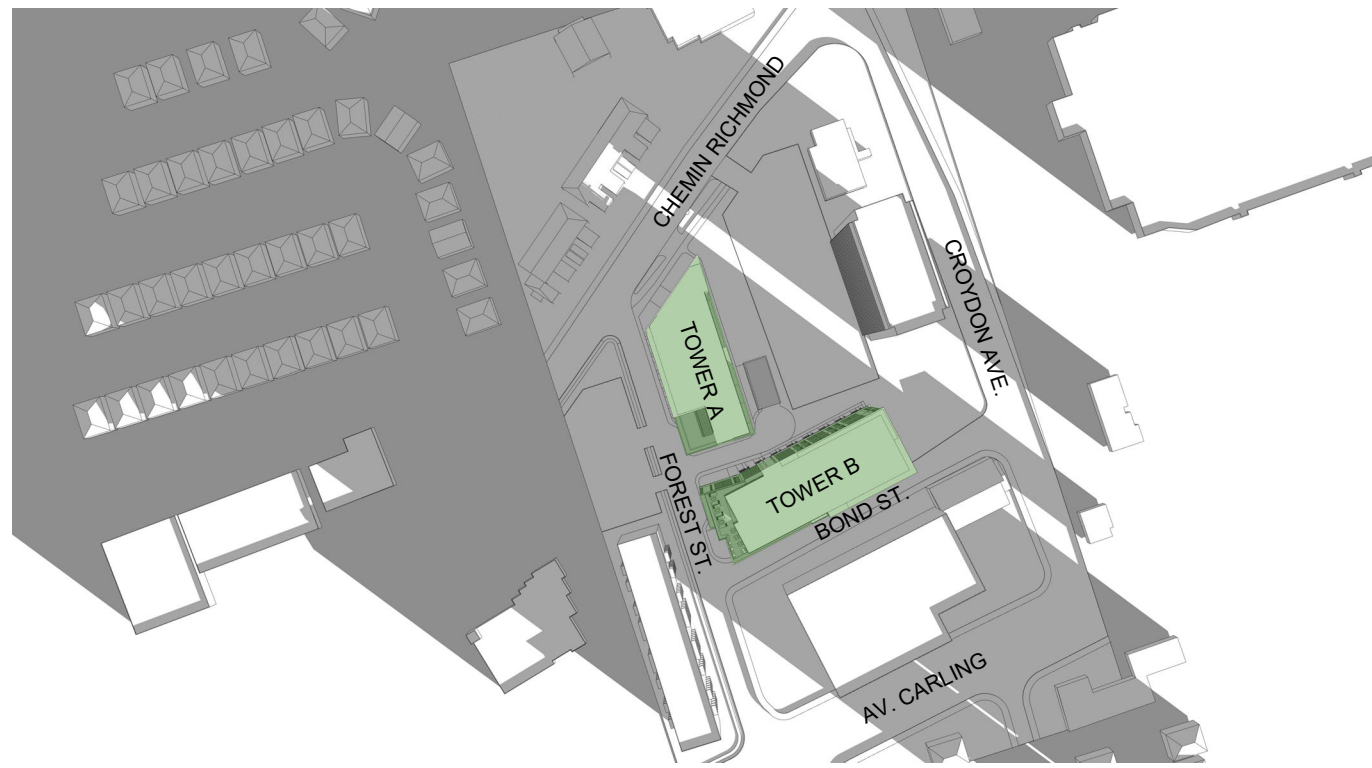 CHEMIN RICHMOND
CROYDON AVE.
TOWER A
TOWER B
FOREST ST.
BOND ST.
AV. CARLING